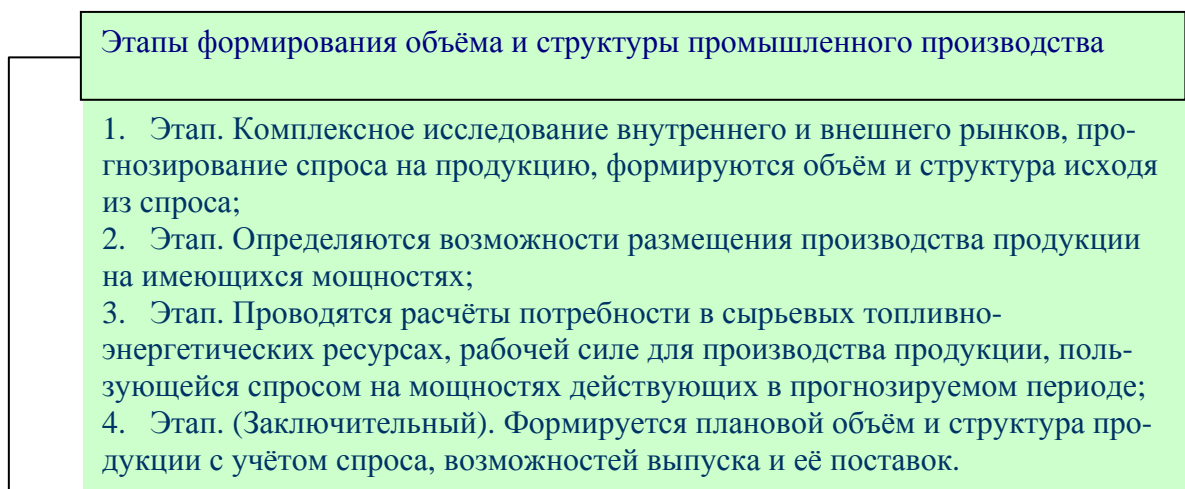 Этапы формирования объёма и структуры промышленного производства
1. Этап. Комплексное исследование внутреннего и внешнего рынков, про-
гнозирование спроса на продукцию, формируются объём и структура исходя
из спроса;
2. Этап. Определяются возможности размещения производства продукции
на имеющихся мощностях;
3. Этап. Проводятся расчёты потребности в сырьевых топливно-
энергетических ресурсах, рабочей силе для производства продукции, поль-
зующейся спросом на мощностях действующих в прогнозируемом периоде;
4. Этап. (Заключительный). Формируется плановой объём и структура про-
дукции с учётом спроса, возможностей выпуска и её поставок.